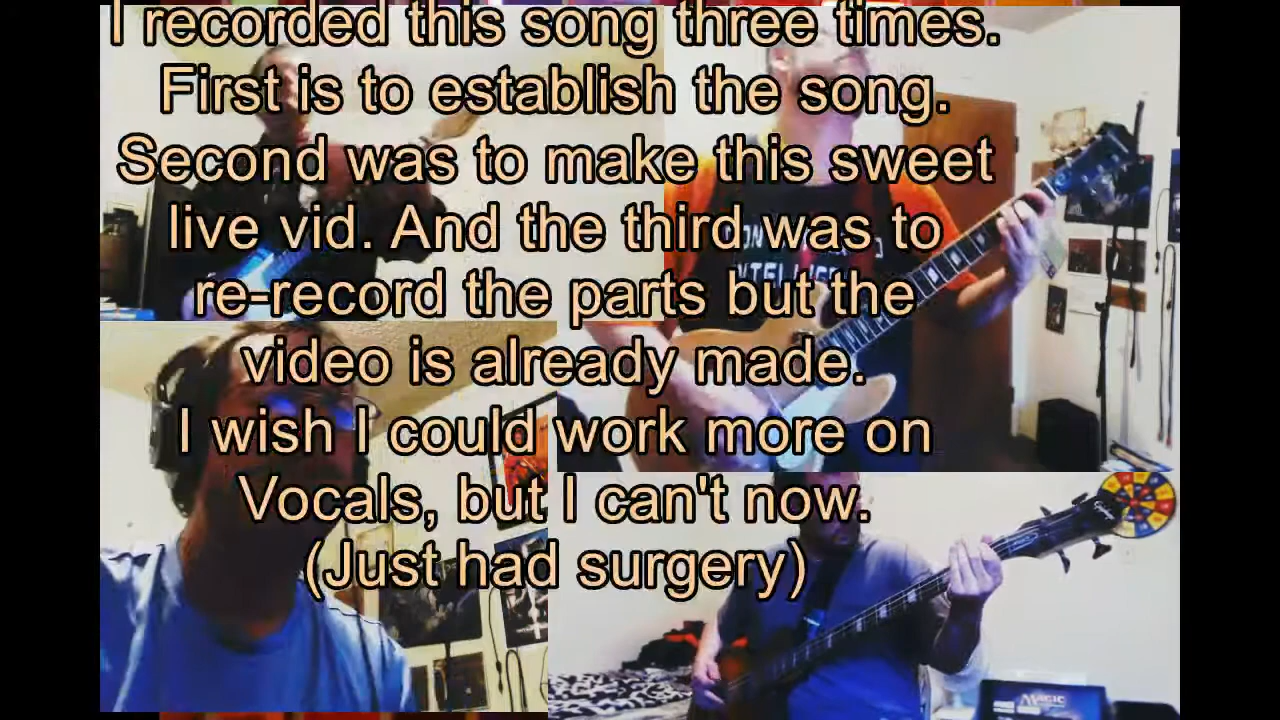 I recorded this song three times.
First is to establish the song.
Second was to make this sweet
live vid. And the third was to
re-record the parts but the
video is already made.
I wish I could work more on
Vocals, but I can't now.
(Just had surgery)
MAGIC